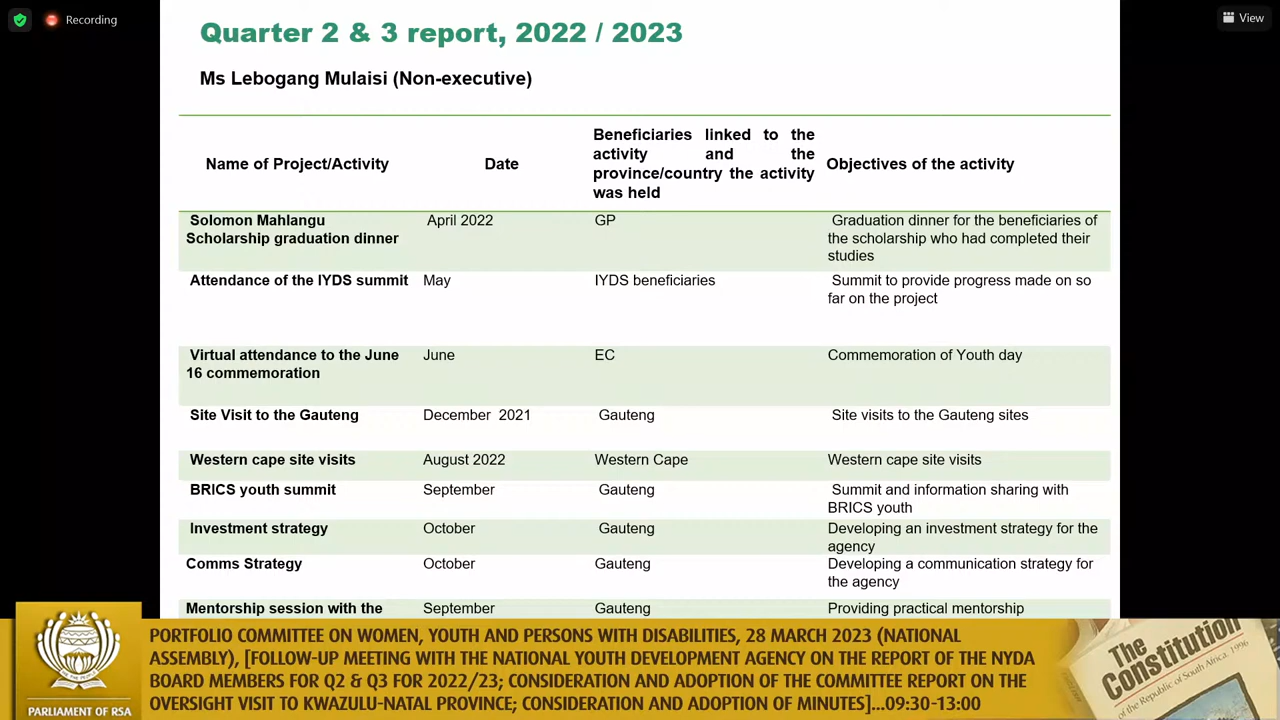 Recording
View
Quarter 2 & 3 report, 2022 / 2023
Ms Lebogang Mulaisi (Non-executive)
Name of Project/Activity
Date
Beneficiaries linked to the
activity and the
province/country the activity
was held
Objectives of the activity
Solomon Mahlangu
Scholarship graduation dinner
April 2022
GP
Graduation dinner for the beneficiaries of
the scholarship who had completed their
studies
Attendance of the IYDS summit
May
IYDS beneficiaries
Summit to provide progress made on so
far on the project
Virtual attendance to the June
16 commemoration
June
EC
Commemoration of Youth day
Site Visit to the Gauteng
December 2021
Gauteng
Site visits to the Gauteng sites
Western cape site visits
August 2022
Western Cape
Western cape site visits
BRICS youth summit
September
Gauteng
Summit and information sharing with
BRICS youth
Investment strategy
October
Gauteng
Developing an investment strategy for the
agency
Comms Strategy
October
Gauteng
Developing a communication strategy for
the agency
Mentorship session with the
September
Gauteng
Providing practical mentorship
PORTFOLIO COMMITTEE ON WOMEN, YOUTH AND PERSONS WITH DISABILITIES, 28 MARCH 2023 (NATIONAL
ASSEMBLY), [FOLLOW-UP MEETING WITH THE NATIONAL YOUTH DEVELOPMENT AGENCY ON THE REPORT OF THE NYDA
BOARD MEMBERS FOR Q2 & Q3 FOR 2022/23; CONSIDERATION AND ADOPTION OF THE COMMITTEE REPORT ON THE
OVERSIGHT VISIT TO KWAZULU-NATAL PROVINCE; CONSIDERATION AND ADOPTION OF MINUTES]...09:30-13:00
PARLIAMENT OF RSA
The
Constitution
of the Republic of South Africa, 1996